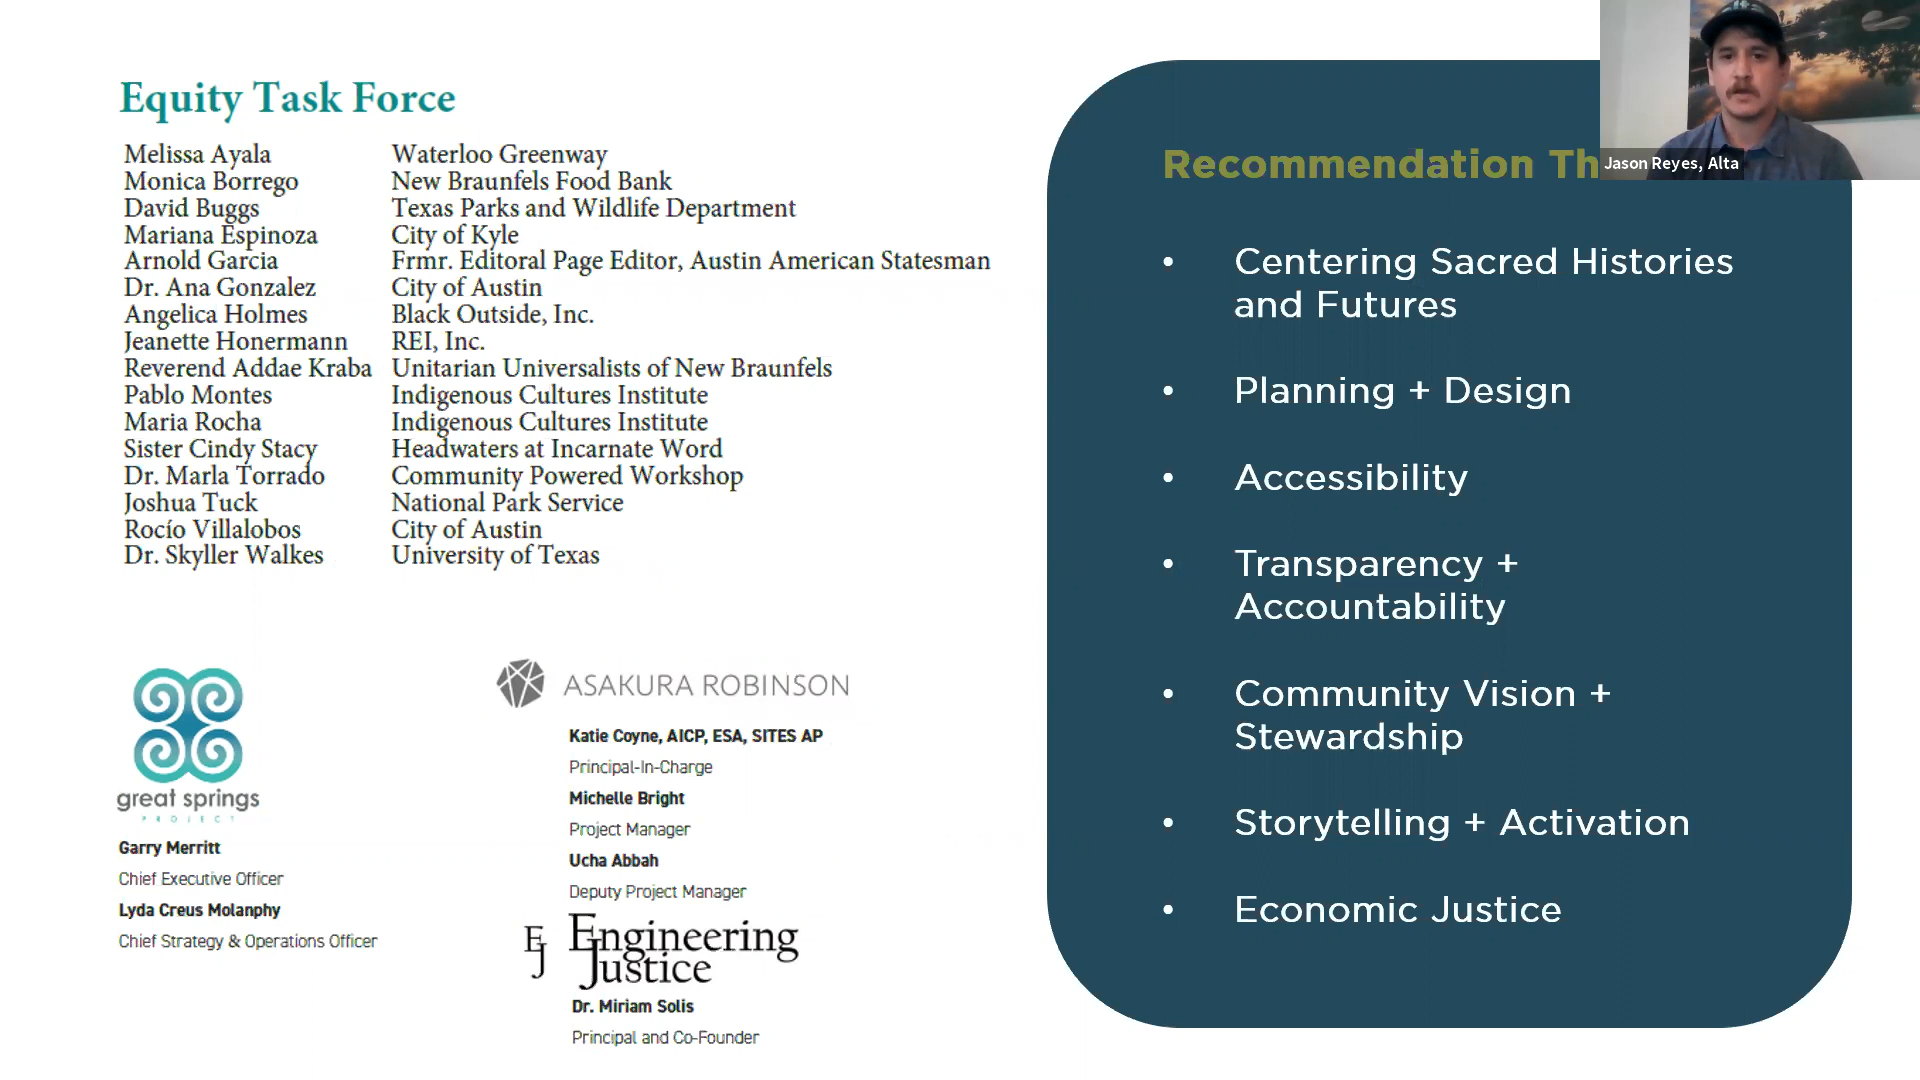 Equity Task Force
Melissa Ayala Waterloo Greenway
Monica Borrego New Braunfels Food Bank
David Buggs Texas Parks and Wildlife Department
Mariana Espinoza City of Kyle
Arnold Garcia Frmr. Editoral Page Editor, Austin American Statesman
Dr. Ana Gonzalez City of Austin
Angelica Holmes Black Outside, Inc.
Jeanette Honermann REI, Inc.
Reverend Addae Kraba Unitarian Universalists of New Braunfels
Pablo Montes Indigenous Cultures Institute
Maria Rocha Indigenous Cultures Institute
Sister Cindy Stacy Headwaters at Incarnate Word
Dr. Marla Torrado Community Powered Workshop
Joshua Tuck National Park Service
Rocío Villalobos City of Austin
Dr. Skyller Walkes University of Texas
great springs
PROJECT
Garry Merritt
Chief Executive Officer
Lyda Creus Molanphy
Chief Strategy & Operations Officer
ASAKURA ROBINSON
Katie Coyne, AICP, ESA, SITES AP
Principal-In-Charge
Michelle Bright
Project Manager
Ucha Abbah
Deputy Project Manager
EJ Engineering
Justice
Dr. Miriam Solis
Principal and Co-Founder
Recommendation Th
Jason Reyes, Alta
• Centering Sacred Histories
and Futures
• Planning + Design
• Accessibility
• Transparency +
Accountability
• Community Vision +
Stewardship
• Storytelling + Activation
• Economic Justice